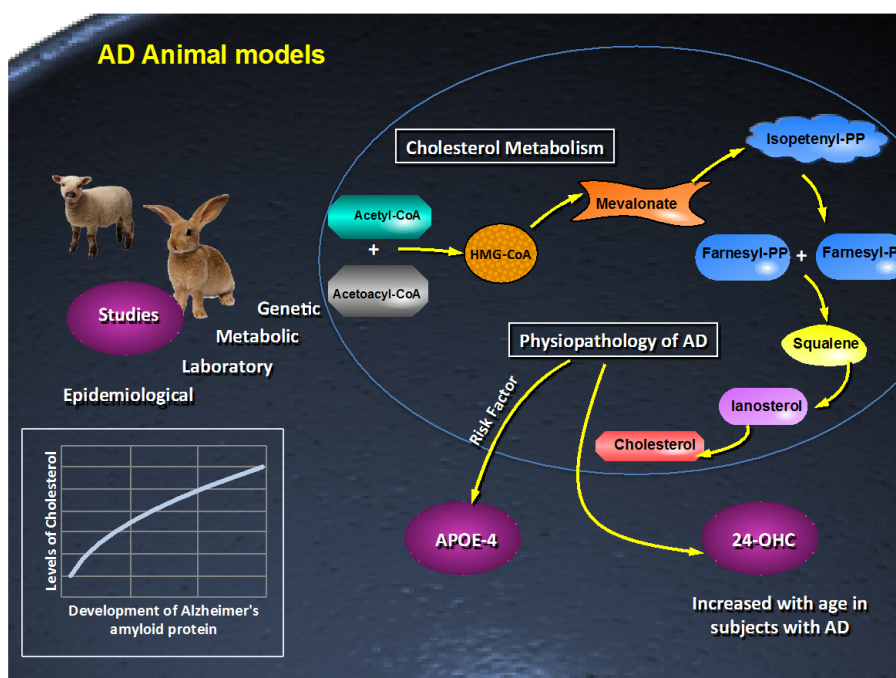 AD Animal models
Cholesterol Metabolism
Isopetenyl-PP
Mevalonate
Acetyl-CoA
+
HMG-CoA
Acetoacyl-CoA
Farnesyl-PP + Farnesyl-P
Squalene
lanosterol
Cholesterol
Studies
Genetic
Metabolic
Laboratory
Epidemiological
Physiopathology of AD
Risk Factor
APOE-4
24-OHC
Increased with age in
subjects with AD
Levels of Cholesterol
Development of Alzheimer's
amyloid protein